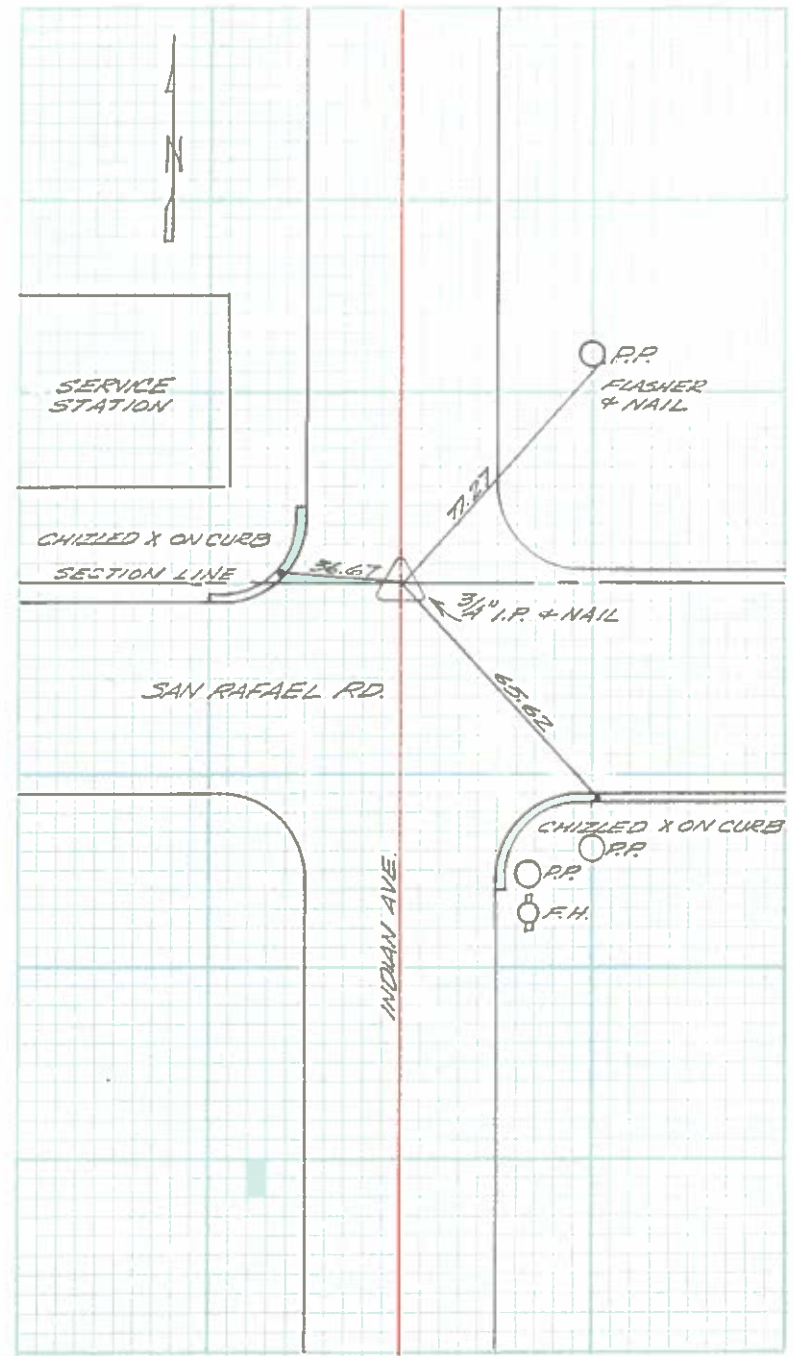 N
P.P.
FLASHER
& NAIL
SERVICE
STATION
77.27
CHIZLED X ON CURB
SECTION LINE
36.67
3/4" I.P. & NAIL
SAN RAFAEL RD.
65.62
CHIZLED X ON CURB
P.P.
P.P.
F.H.
INDIAN AVE.